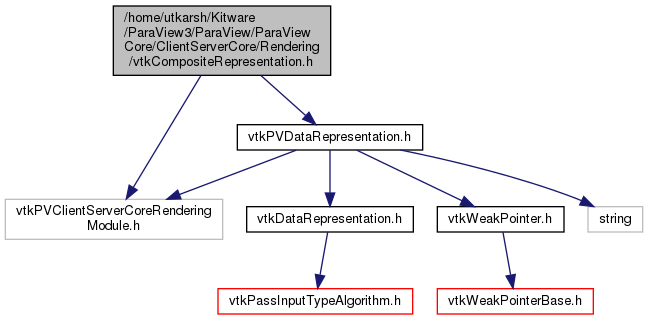 /home/utkarsh/Kitware
/ParaView3/ParaView/ParaView
Core/ClientServerCore/Rendering
/vtkCompositeRepresentation.h
vtkPVDataRepresentation.h
vtkPVClientServerCoreRendering
Module.h
vtkDataRepresentation.h
vtkWeakPointer.h
string
vtkPassInputTypeAlgorithm.h
vtkWeakPointerBase.h